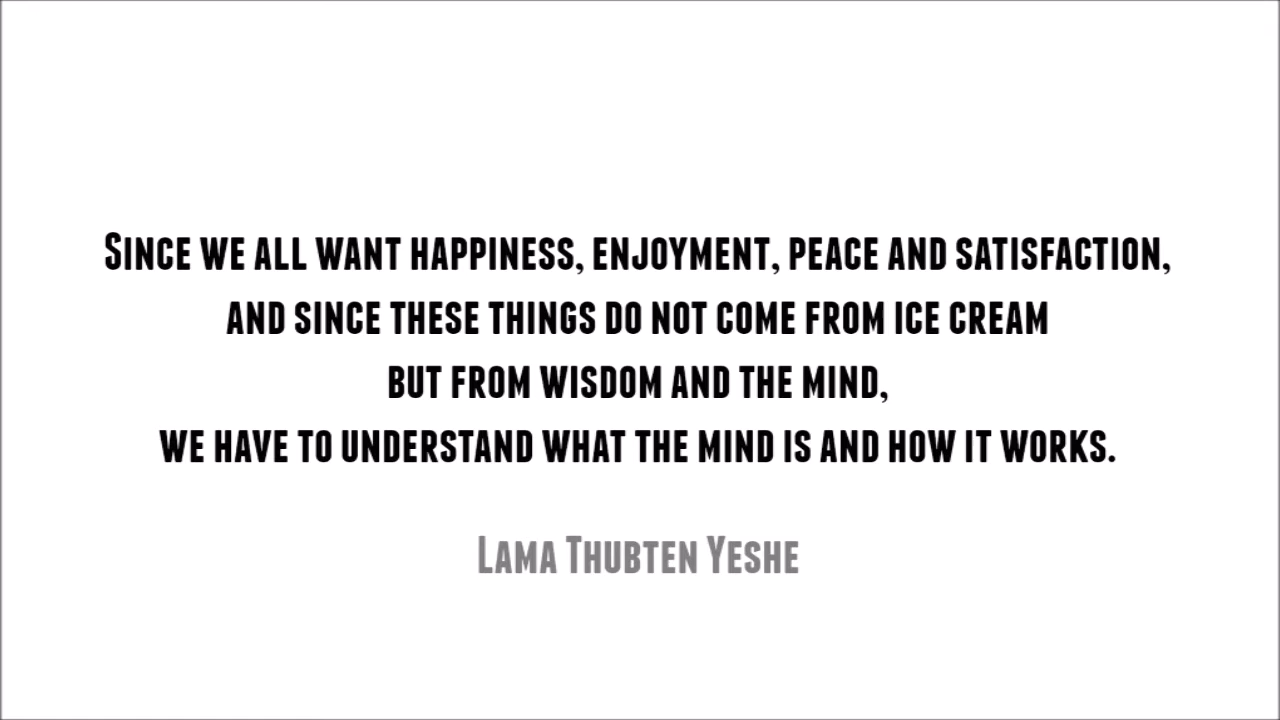 Since we all want happiness, enjoyment, peace and satisfaction,
and since these things do not come from ice cream
but from wisdom and the mind,
we have to understand what the mind is and how it works.
Lama Thubten Yeshe